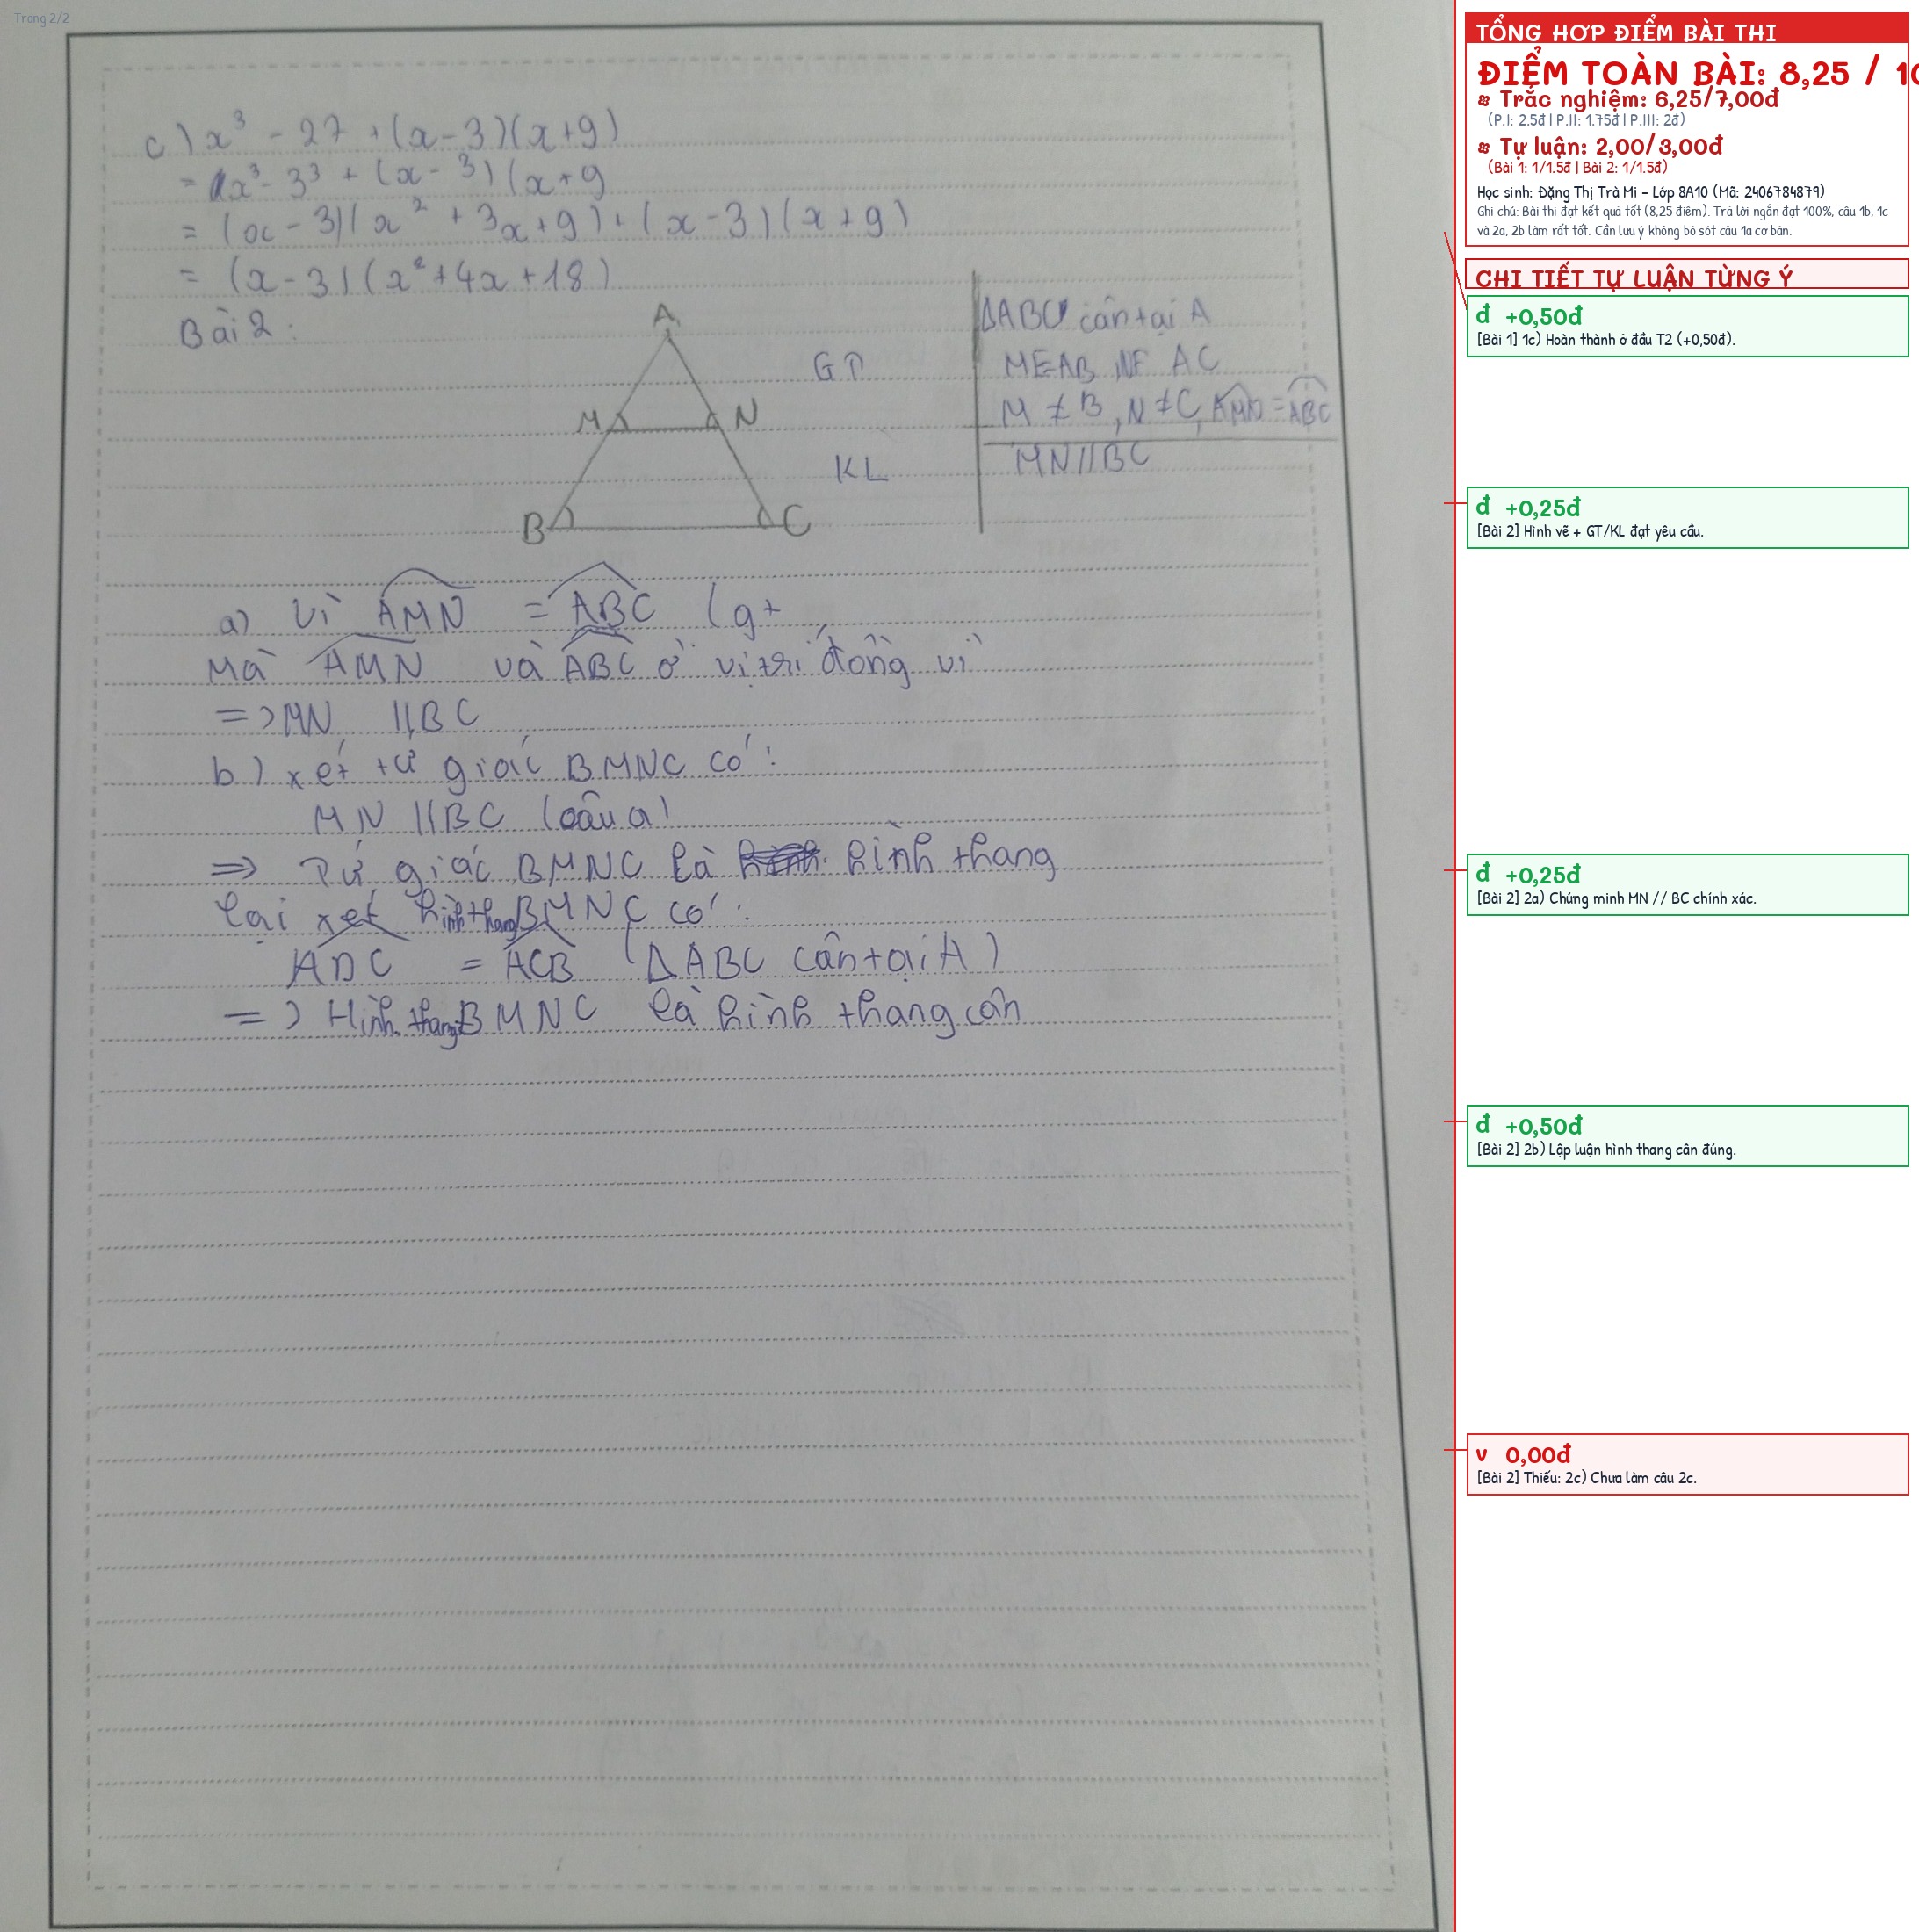 Trang 2/2
c) x³ - 27 + (x-3)(x+9)
= x³- 3³ + (x-3)(x+9
= (x-3)(x² + 3x+9) + (x-3)(x+9)
= (x-3)(x²+4x+18)
Bài 2:
A
M N
B C
GT
ΔABC cân tại A
M∈AB, N∈ AC
M ≠ B, N ≠ C, AMN = ABC
KL
MN//BC
a) Vì AMN = ABC (gt
Mà AMN và ABC ở vị trí đồng vị
=> MN //BC
b) xét tứ giác BMNC có:
MN //BC (câu a)
=> Tứ giác BMNC là hình thang
lại xét hình thang BMNC có:
ABC = ACB (ΔABC cân tại A)
=> Hình thang BMNC là hình thang cân
TỔNG HỢP ĐIỂM BÀI THI
ĐIỂM TOÀN BÀI: 8,25 / 10
Trắc nghiệm: 6,25/7,00đ
(P.I: 2.5đ | P.II: 1.75đ | P.III: 2đ)
Tự luận: 2,00/3,00đ
(Bài 1: 1/1.5đ | Bài 2: 1/1.5đ)
Học sinh: Đặng Thị Trà Mi - Lớp 8A10 (Mã: 2406784879)
Ghi chú: Bài thi đạt kết quả tốt (8,25 điểm). Trả lời ngắn đạt 100%, câu 1b, 1c
và 2a, 2b làm rất tốt. Cần lưu ý không bỏ sót câu 1a cơ bản.
CHI TIẾT TỰ LUẬN TỪNG Ý
đ +0,50đ
[Bài 1] 1c) Hoàn thành ở đầu T2 (+0,50đ).
đ +0,25đ
[Bài 2] Hình vẽ + GT/KL đạt yêu cầu.
đ +0,25đ
[Bài 2] 2a) Chứng minh MN // BC chính xác.
đ +0,50đ
[Bài 2] 2b) Lập luận hình thang cân đúng.
v 0,00đ
[Bài 2] Thiếu: 2c) Chưa làm câu 2c.